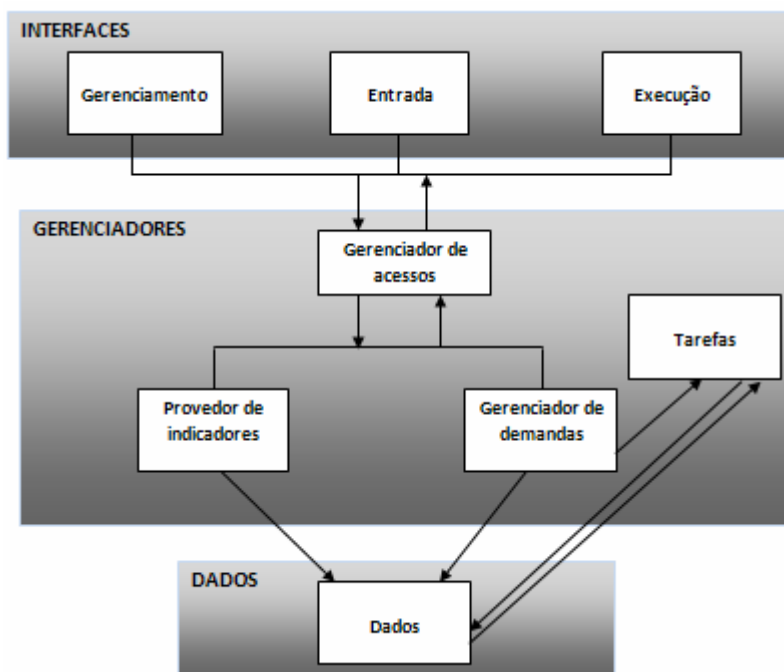 INTERFACES
Gerenciamento
Entrada
Execução
GERENCIADORES
Gerenciador de
acessos
Tarefas
Provedor de
indicadores
Gerenciador de
demandas
DADOS
Dados